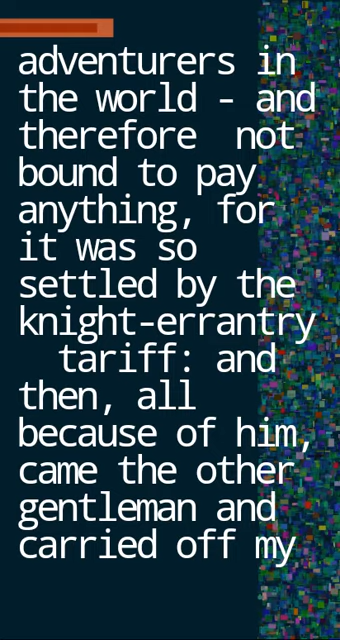 adventurers in
the world - and
therefore  not
bound to pay
anything, for
it was so
settled by the
knight-errantry
  tariff: and
then, all
because of him,
came the other
gentleman and
carried off my